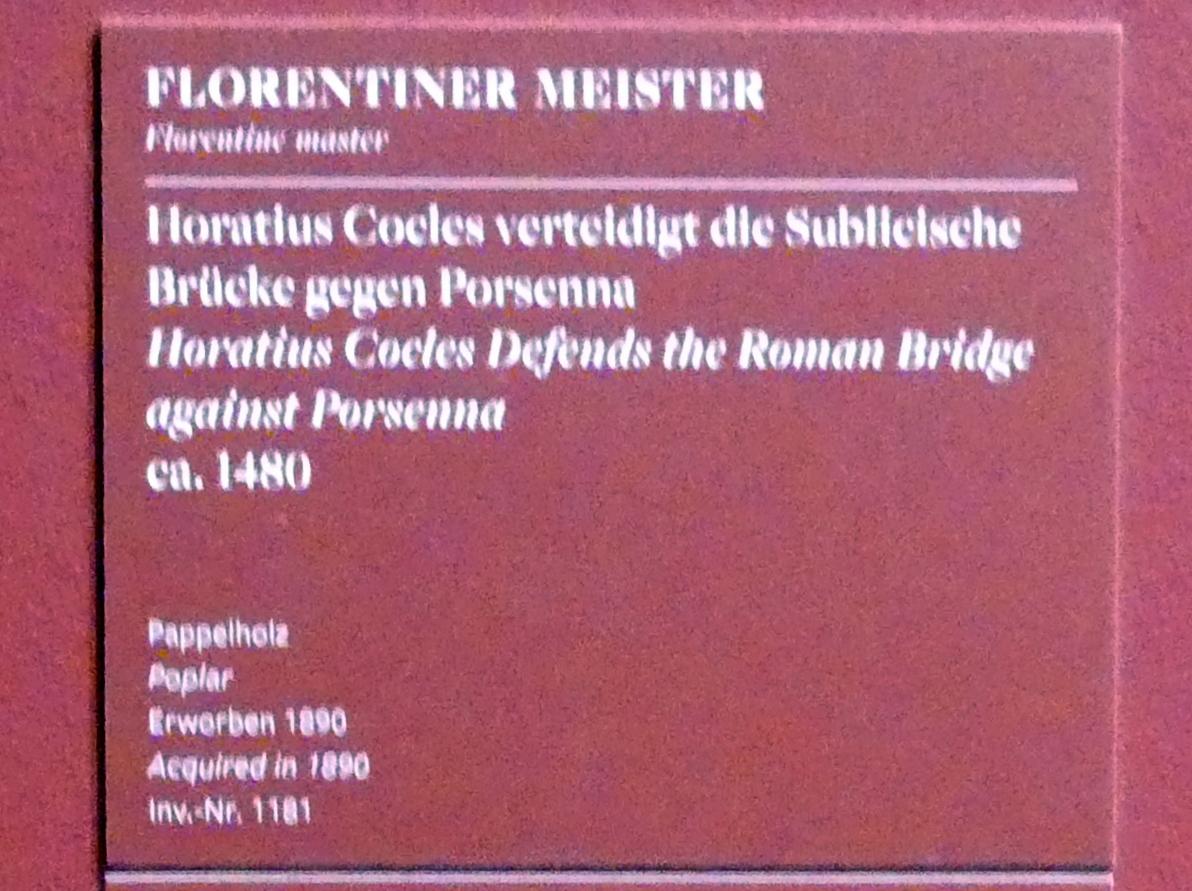 FLORENTINER MEISTER
Florentine master
Horatius Cocles verteidigt die Sublicische
Brücke gegen Porsenna
Horatius Cocles Defends the Roman Bridge
against Porsenna
ca. 1480
Pappelholz
Poplar
Erworben 1890
Acquired in 1890
Inv.-Nr. 1181